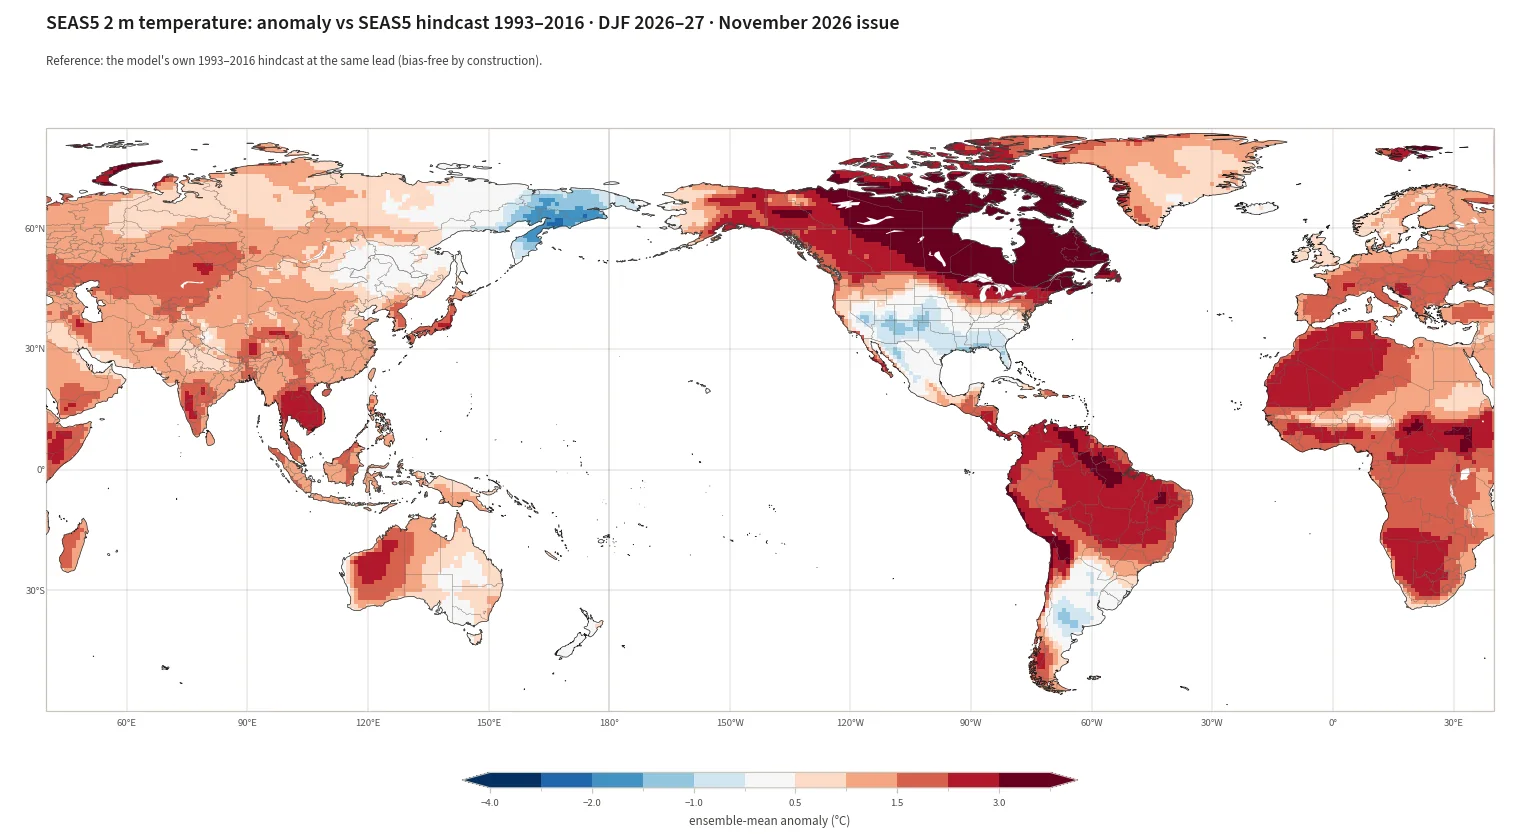 SEAS5 2 m temperature: anomaly vs SEAS5 hindcast 1993–2016 · DJF 2026–27 · November 2026 issue
Reference: the model's own 1993–2016 hindcast at the same lead (bias-free by construction).
60°N
30°N
0°
30°S
60°E 90°E 120°E 150°E 180° 150°W 120°W 90°W 60°W 30°W 0° 30°E
−4.0 −2.0 −1.0 0.5 1.5 3.0
ensemble-mean anomaly (°C)